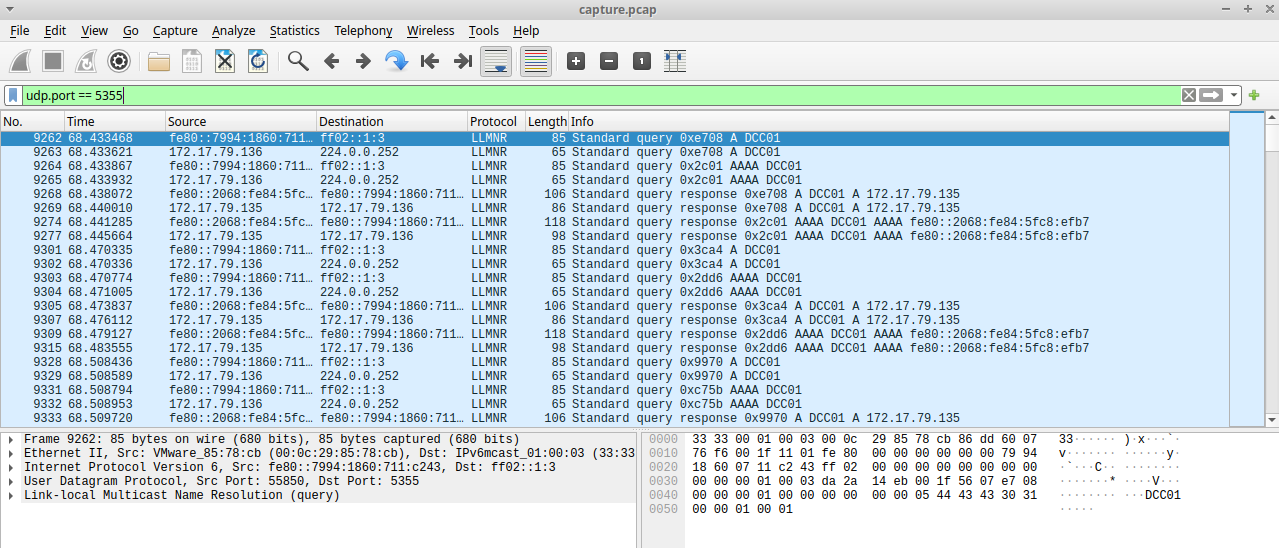 capture.pcap
File Edit View Go Capture Analyze Statistics Telephony Wireless Tools Help
udp.port == 5355
No. Time Source Destination Protocol Length Info
9262 68.433468 fe80::7994:1860:711… ff02::1:3 LLMNR 85 Standard query 0xe708 A DCC01
9263 68.433621 172.17.79.136 224.0.0.252 LLMNR 65 Standard query 0xe708 A DCC01
9264 68.433867 fe80::7994:1860:711… ff02::1:3 LLMNR 85 Standard query 0x2c01 AAAA DCC01
9265 68.433932 172.17.79.136 224.0.0.252 LLMNR 65 Standard query 0x2c01 AAAA DCC01
9268 68.438072 fe80::2068:fe84:5fc… fe80::7994:1860:711… LLMNR 106 Standard query response 0xe708 A DCC01 A 172.17.79.135
9269 68.440010 172.17.79.135 172.17.79.136 LLMNR 86 Standard query response 0xe708 A DCC01 A 172.17.79.135
9274 68.441285 fe80::2068:fe84:5fc… fe80::7994:1860:711… LLMNR 118 Standard query response 0x2c01 AAAA DCC01 AAAA fe80::2068:fe84:5fc8:efb7
9277 68.445664 172.17.79.135 172.17.79.136 LLMNR 98 Standard query response 0x2c01 AAAA DCC01 AAAA fe80::2068:fe84:5fc8:efb7
9301 68.470335 fe80::7994:1860:711… ff02::1:3 LLMNR 85 Standard query 0x3ca4 A DCC01
9302 68.470336 172.17.79.136 224.0.0.252 LLMNR 65 Standard query 0x3ca4 A DCC01
9303 68.470774 fe80::7994:1860:711… ff02::1:3 LLMNR 85 Standard query 0x2dd6 AAAA DCC01
9304 68.471005 172.17.79.136 224.0.0.252 LLMNR 65 Standard query 0x2dd6 AAAA DCC01
9305 68.473837 fe80::2068:fe84:5fc… fe80::7994:1860:711… LLMNR 106 Standard query response 0x3ca4 A DCC01 A 172.17.79.135
9307 68.476112 172.17.79.135 172.17.79.136 LLMNR 86 Standard query response 0x3ca4 A DCC01 A 172.17.79.135
9309 68.479127 fe80::2068:fe84:5fc… fe80::7994:1860:711… LLMNR 118 Standard query response 0x2dd6 AAAA DCC01 AAAA fe80::2068:fe84:5fc8:efb7
9315 68.483555 172.17.79.135 172.17.79.136 LLMNR 98 Standard query response 0x2dd6 AAAA DCC01 AAAA fe80::2068:fe84:5fc8:efb7
9328 68.508436 fe80::7994:1860:711… ff02::1:3 LLMNR 85 Standard query 0x9970 A DCC01
9329 68.508589 172.17.79.136 224.0.0.252 LLMNR 65 Standard query 0x9970 A DCC01
9331 68.508794 fe80::7994:1860:711… ff02::1:3 LLMNR 85 Standard query 0xc75b AAAA DCC01
9332 68.508953 172.17.79.136 224.0.0.252 LLMNR 65 Standard query 0xc75b AAAA DCC01
9333 68.509720 fe80::2068:fe84:5fc… fe80::7994:1860:711… LLMNR 106 Standard query response 0x9970 A DCC01 A 172.17.79.135
Frame 9262: 85 bytes on wire (680 bits), 85 bytes captured (680 bits)
Ethernet II, Src: VMware_85:78:cb (00:0c:29:85:78:cb), Dst: IPv6mcast_01:00:03 (33:33
Internet Protocol Version 6, Src: fe80::7994:1860:711:c243, Dst: ff02::1:3
User Datagram Protocol, Src Port: 55850, Dst Port: 5355
Link-local Multicast Name Resolution (query)
0000 33 33 00 01 00 03 00 0c 29 85 78 cb 86 dd 60 07 33······ )·x···`·
0010 76 f6 00 1f 11 01 fe 80 00 00 00 00 00 00 79 94 v······· ······y·
0020 18 60 07 11 c2 43 ff 02 00 00 00 00 00 00 00 00 ·`···C·· ········
0030 00 00 00 01 00 03 da 2a 14 eb 00 1f 56 07 e7 08 ·······* ····V···
0040 00 00 00 01 00 00 00 00 00 00 05 44 43 43 30 31 ········ ···DCC01
0050 00 00 01 00 01 ·····